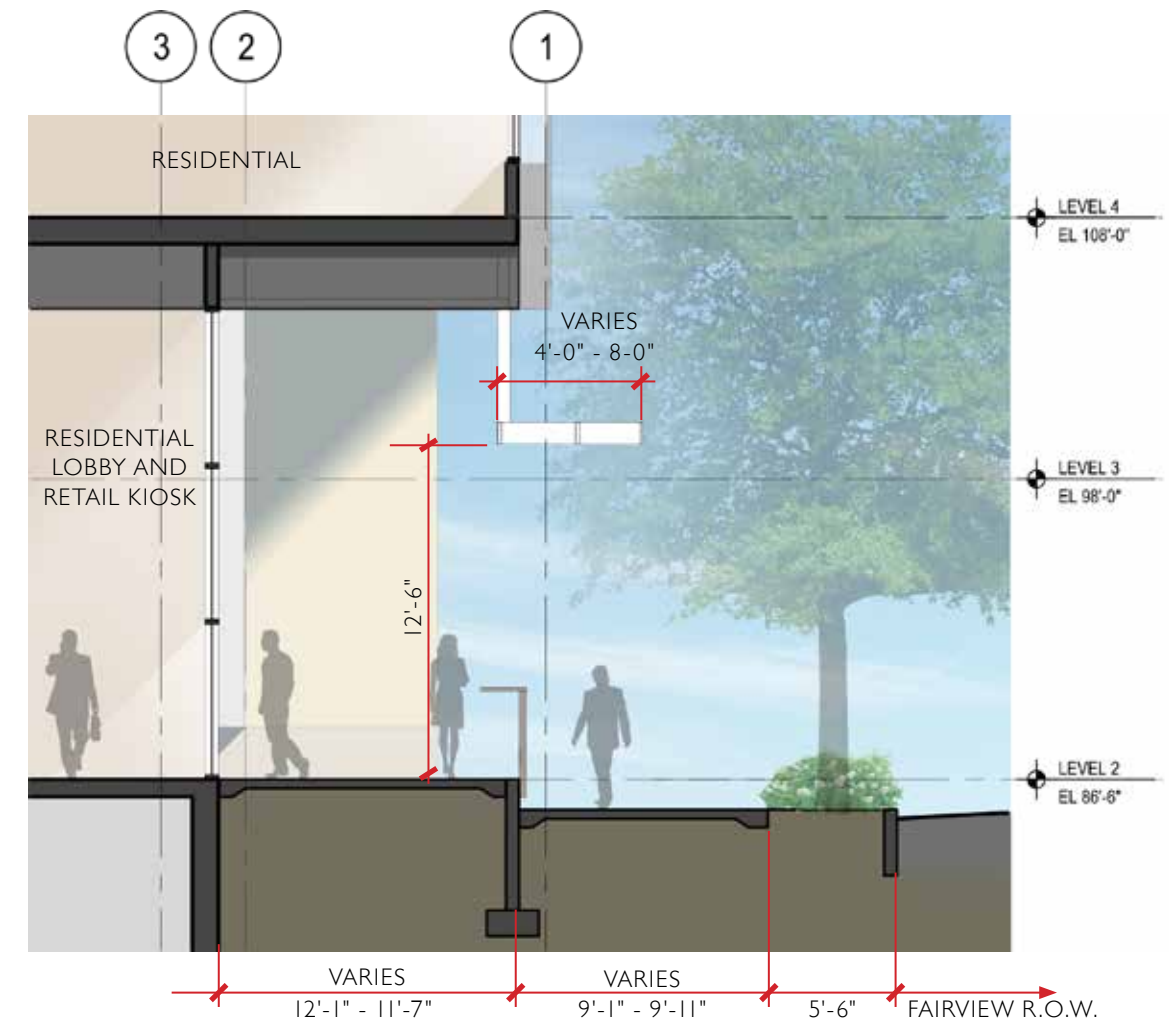 3
2
1
RESIDENTIAL
LEVEL 4
EL 108'-0"
VARIES
4'-0" - 8-0"
RESIDENTIAL
LOBBY AND
RETAIL KIOSK
LEVEL 3
EL 98'-0"
12'-6"
LEVEL 2
EL 86'-6"
VARIES
12'-1" - 11'-7"
VARIES
9'-1" - 9'-11"
5'-6"
FAIRVIEW R.O.W.